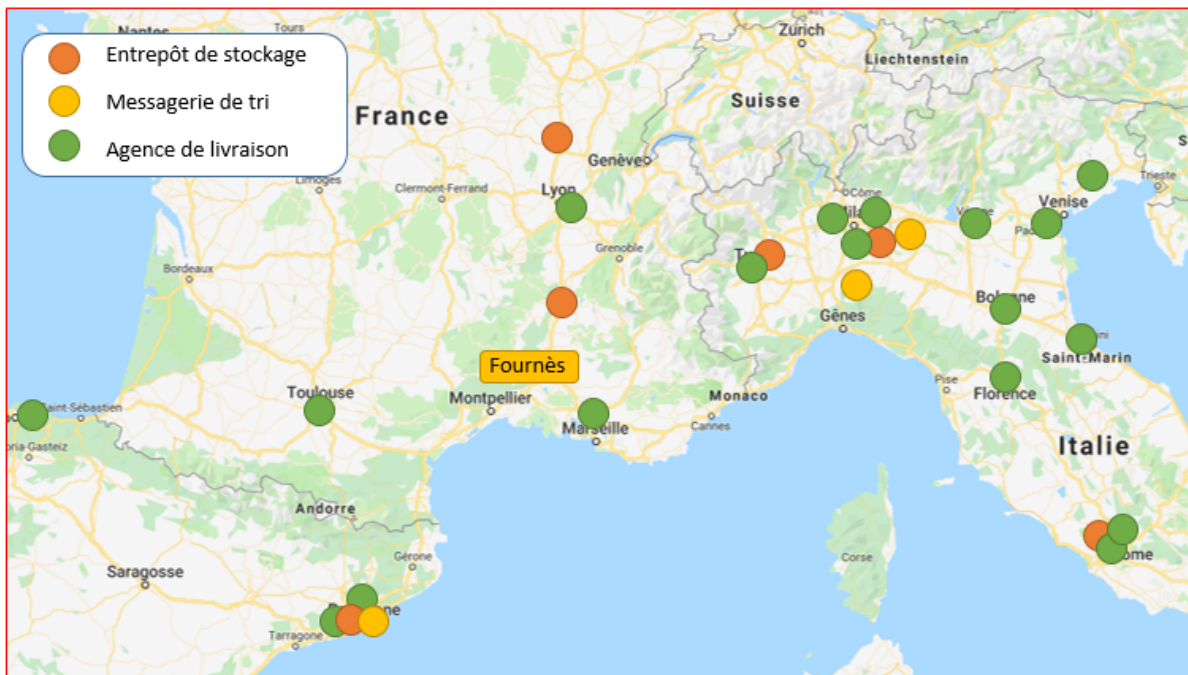 Entrepôt de stockage
Messagerie de tri
Agence de livraison
Nantes
Tours
Zürich
Liechtenstein
Suisse
France
Genève
Limoges
Clermont-Ferrand
Lyon
Trieste
Venise
Côme
Grenoble
Bordeaux
Gênes
Saint-Marin
Fournès
Toulouse
Montpellier
Monaco
Pise
Florence
Saint-Sébastien
Marseille
Cannes
Italie
Andorre
Gérone
Corse
Saragosse
Tarragone